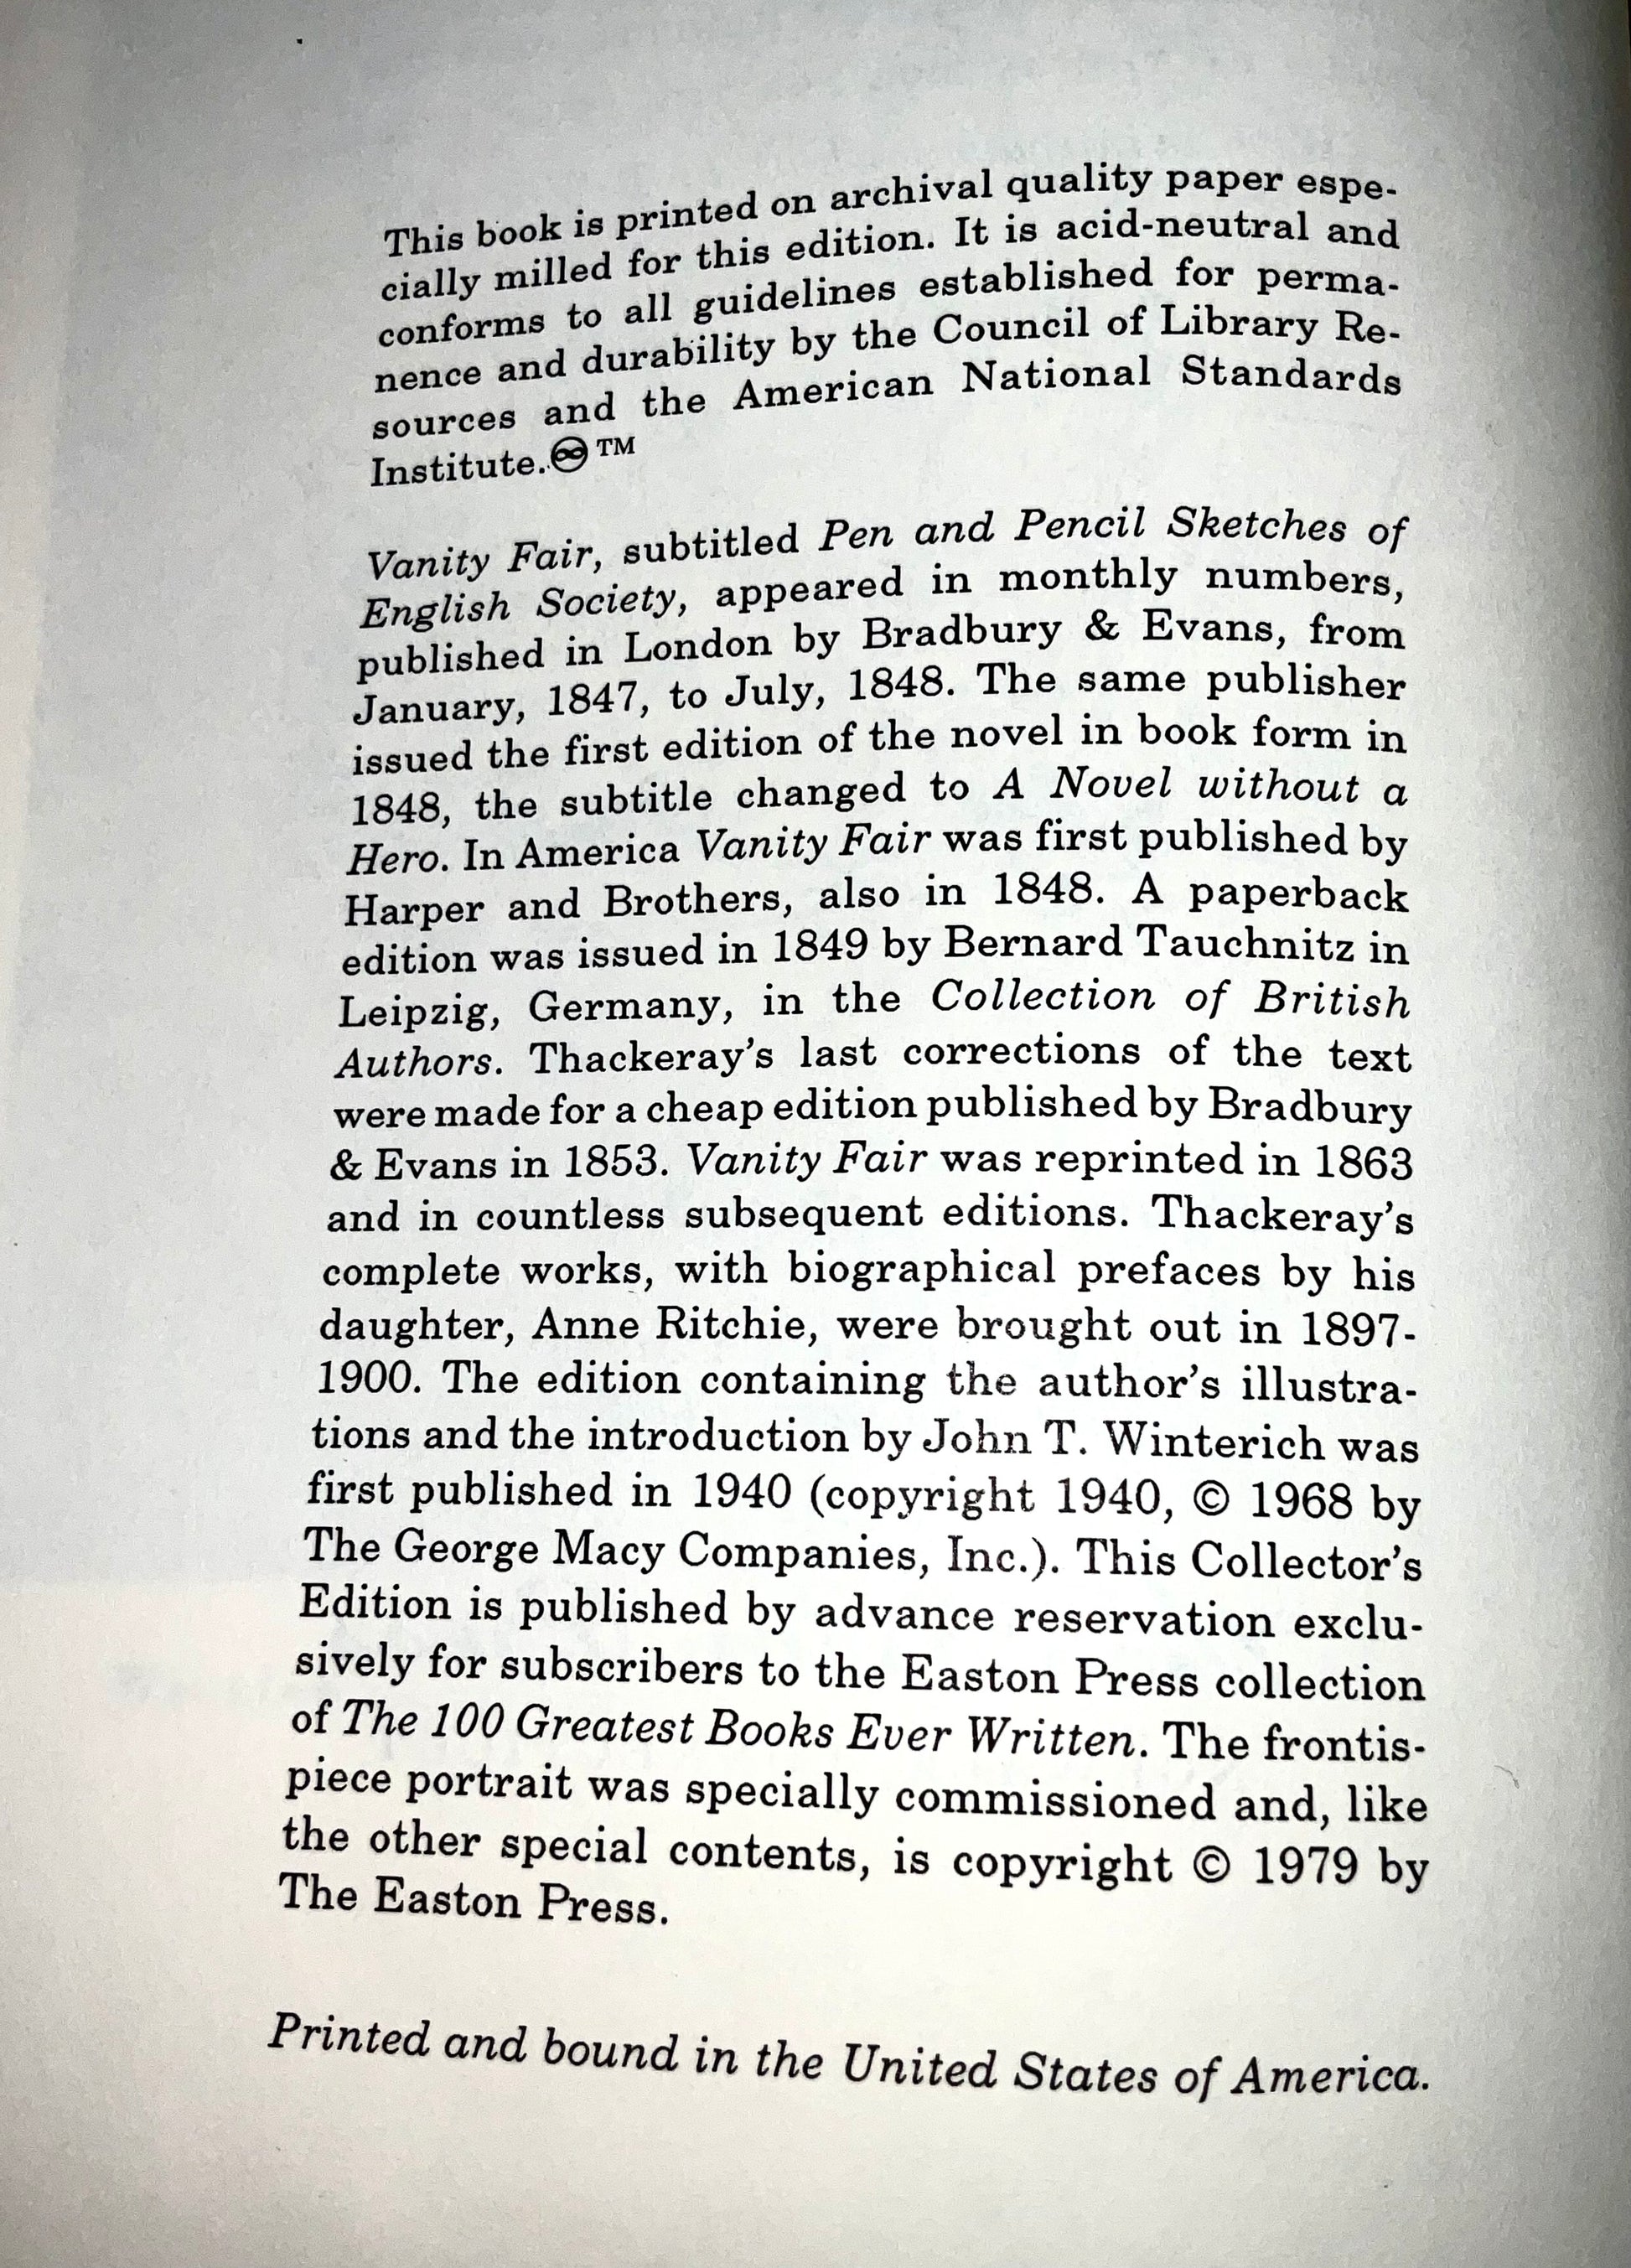 This book is printed on archival quality paper espe-
cially milled for this edition. It is acid-neutral and
conforms to all guidelines established for perma-
nence and durability by the Council of Library Re-
sources and the American National Standards
Institute.♾™
Vanity Fair, subtitled Pen and Pencil Sketches of
English Society, appeared in monthly numbers,
published in London by Bradbury & Evans, from
January, 1847, to July, 1848. The same publisher
issued the first edition of the novel in book form in
1848, the subtitle changed to A Novel without a
Hero. In America Vanity Fair was first published by
Harper and Brothers, also in 1848. A paperback
edition was issued in 1849 by Bernard Tauchnitz in
Leipzig, Germany, in the Collection of British
Authors. Thackeray's last corrections of the text
were made for a cheap edition published by Bradbury
& Evans in 1853. Vanity Fair was reprinted in 1863
and in countless subsequent editions. Thackeray's
complete works, with biographical prefaces by his
daughter, Anne Ritchie, were brought out in 1897-
1900. The edition containing the author's illustra-
tions and the introduction by John T. Winterich was
first published in 1940 (copyright 1940, © 1968 by
The George Macy Companies, Inc.). This Collector's
Edition is published by advance reservation exclu-
sively for subscribers to the Easton Press collection
of The 100 Greatest Books Ever Written. The frontis-
piece portrait was specially commissioned and, like
the other special contents, is copyright © 1979 by
The Easton Press.
Printed and bound in the United States of America.